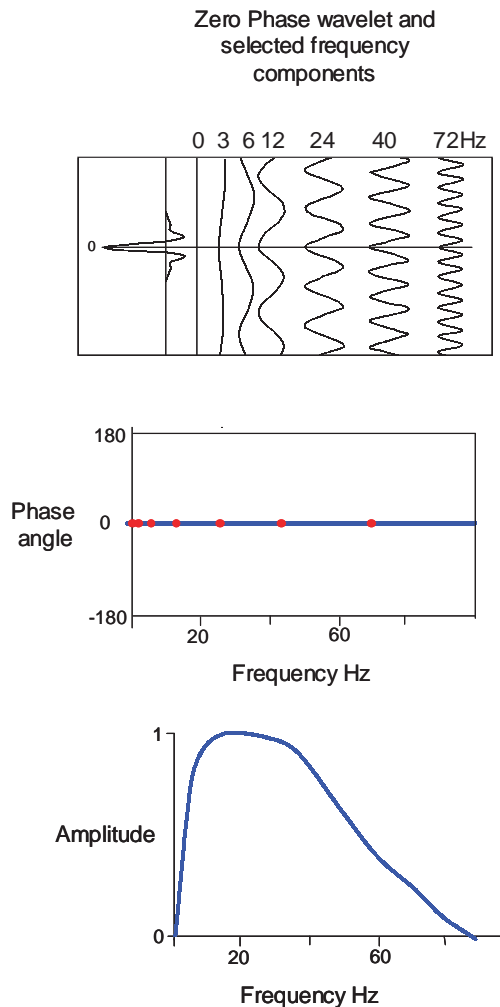 Zero Phase wavelet and
selected frequency
components
0 3 6 12 24 40 72Hz
0
180
Phase
angle
0
-180
20 60
Frequency Hz
1
Amplitude
0
20 60
Frequency Hz